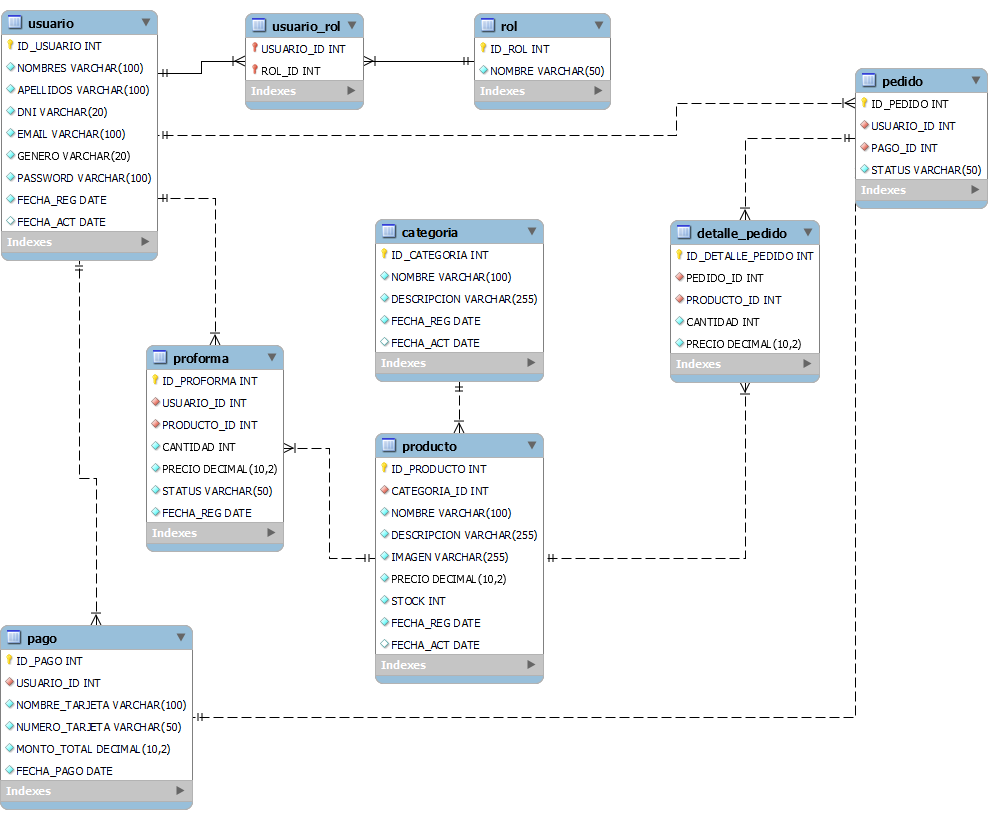 usuario
ID_USUARIO INT
NOMBRES VARCHAR(100)
APELLIDOS VARCHAR(100)
DNI VARCHAR(20)
EMAIL VARCHAR(100)
GENERO VARCHAR(20)
PASSWORD VARCHAR(100)
FECHA_REG DATE
FECHA_ACT DATE
Indexes
usuario_rol
USUARIO_ID INT
ROL_ID INT
Indexes
rol
ID_ROL INT
NOMBRE VARCHAR(50)
Indexes
pedido
ID_PEDIDO INT
USUARIO_ID INT
PAGO_ID INT
STATUS VARCHAR(50)
Indexes
categoria
ID_CATEGORIA INT
NOMBRE VARCHAR(100)
DESCRIPCION VARCHAR(255)
FECHA_REG DATE
FECHA_ACT DATE
Indexes
detalle_pedido
ID_DETALLE_PEDIDO INT
PEDIDO_ID INT
PRODUCTO_ID INT
CANTIDAD INT
PRECIO DECIMAL(10,2)
Indexes
proforma
ID_PROFORMA INT
USUARIO_ID INT
PRODUCTO_ID INT
CANTIDAD INT
PRECIO DECIMAL(10,2)
STATUS VARCHAR(50)
FECHA_REG DATE
Indexes
producto
ID_PRODUCTO INT
CATEGORIA_ID INT
NOMBRE VARCHAR(100)
DESCRIPCION VARCHAR(255)
IMAGEN VARCHAR(255)
PRECIO DECIMAL(10,2)
STOCK INT
FECHA_REG DATE
FECHA_ACT DATE
Indexes
pago
ID_PAGO INT
USUARIO_ID INT
NOMBRE_TARJETA VARCHAR(100)
NUMERO_TARJETA VARCHAR(50)
MONTO_TOTAL DECIMAL(10,2)
FECHA_PAGO DATE
Indexes